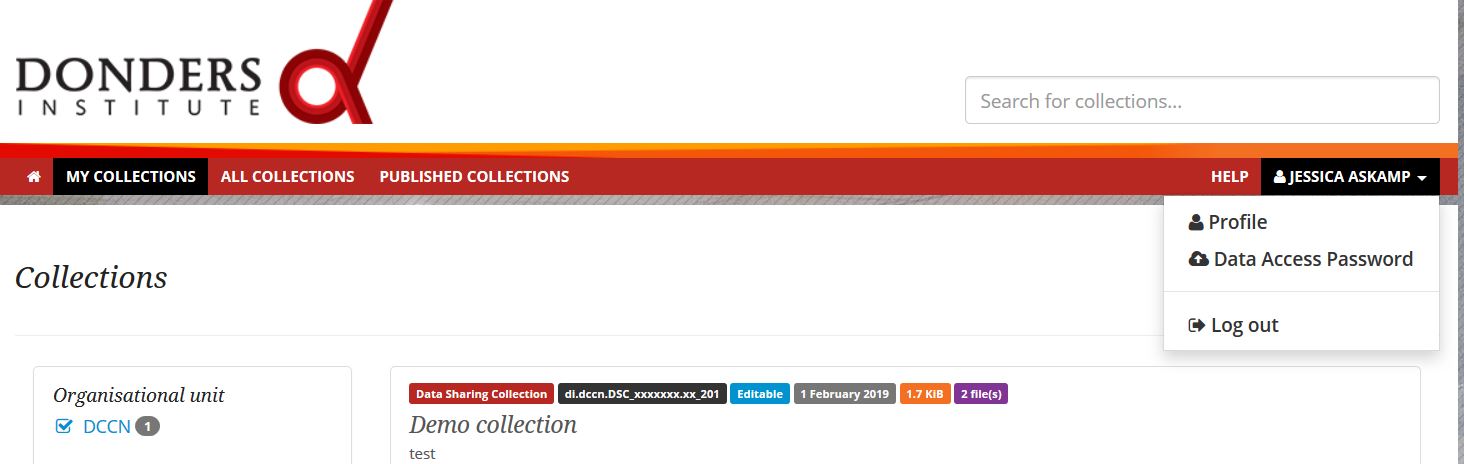 DONDERS
INSTITUTE
Search for collections...
MY COLLECTIONS ALL COLLECTIONS PUBLISHED COLLECTIONS HELP JESSICA ASKAMP
Profile
Data Access Password
Log out
Collections
Organisational unit
DCCN 1
Data Sharing Collection di.dccn.DSC_xxxxxxx.xx_201 Editable 1 February 2019 1.7 KiB 2 file(s)
Demo collection
test